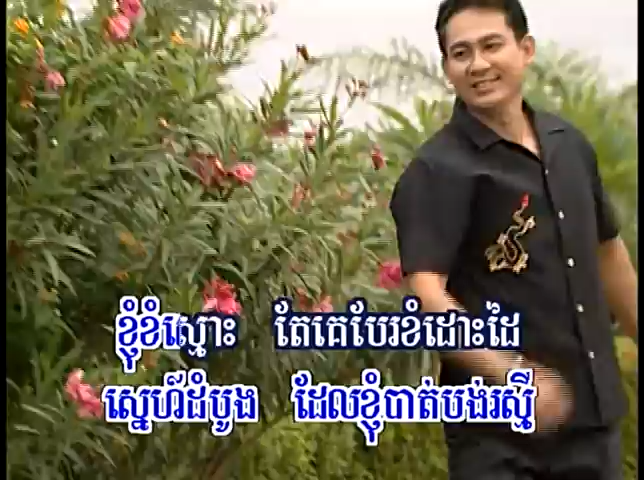 ខ្ញុំខំស្មោះ តែគេបែរខំដោះដៃ
ស្នេហ៍ដំបូង ដែលខ្ញុំបាត់បង់រស្មី